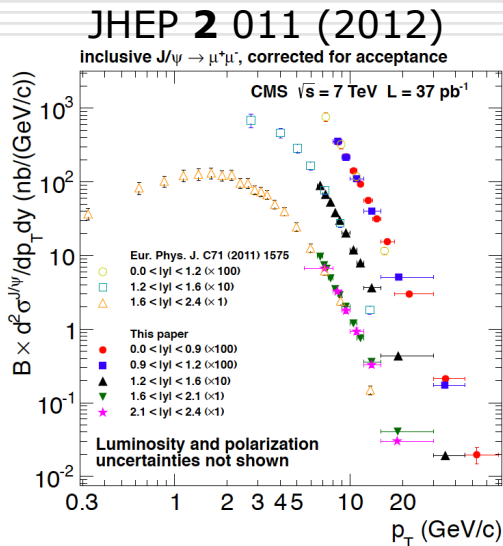 JHEP 2 011 (2012)
inclusive J/ψ → μ⁺μ⁻, corrected for acceptance
CMS √s = 7 TeV L = 37 pb⁻¹
B × d²σ^J/ψ/dp_T dy (nb/(GeV/c))
10³
10²
10
1
10⁻¹
10⁻²
Eur. Phys. J. C71 (2011) 1575
0.0 < |y| < 1.2 (× 100)
1.2 < |y| < 1.6 (× 10)
1.6 < |y| < 2.4 (× 1)
This paper
0.0 < |y| < 0.9 (×100)
0.9 < |y| < 1.2 (×100)
1.2 < |y| < 1.6 (×10)
1.6 < |y| < 2.1 (×1)
2.1 < |y| < 2.4 (×1)
Luminosity and polarization
uncertainties not shown
0.3 1 2 3 4 5 10 20
p_T (GeV/c)